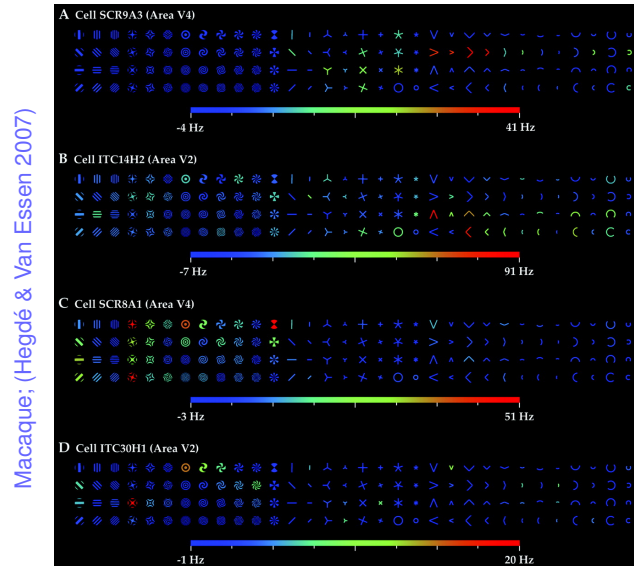 Macaque; (Hegdé & Van Essen 2007)
A Cell SCR9A3 (Area V4)
-4 Hz 41 Hz
B Cell ITC14H2 (Area V2)
-7 Hz 91 Hz
C Cell SCR8A1 (Area V4)
-3 Hz 51 Hz
D Cell ITC30H1 (Area V2)
-1 Hz 20 Hz